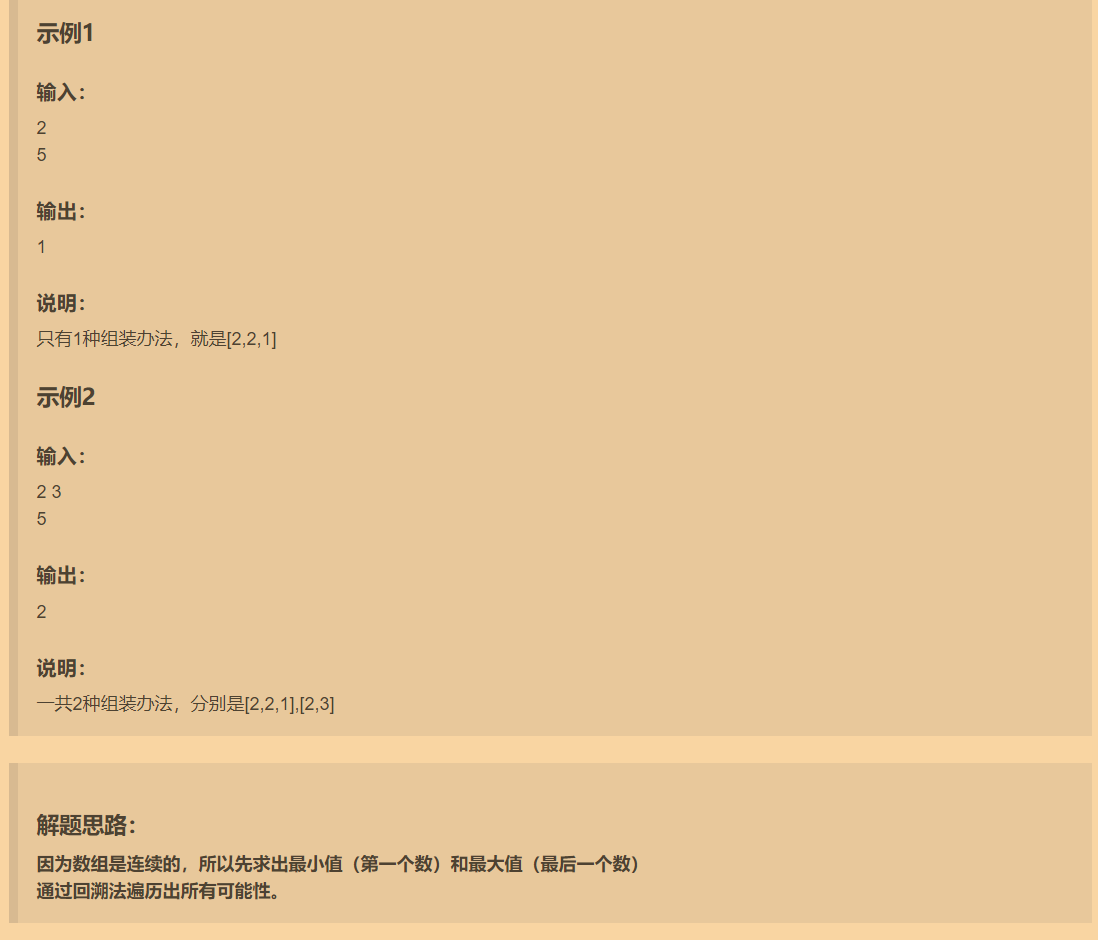 示例1
输入：
2
5
输出：
1
说明：
只有1种组装办法，就是[2,2,1]
示例2
输入：
2 3
5
输出：
2
说明：
一共2种组装办法，分别是[2,2,1],[2,3]
解题思路：
因为数组是连续的，所以先求出最小值（第一个数）和最大值（最后一个数）
通过回溯法遍历出所有可能性。